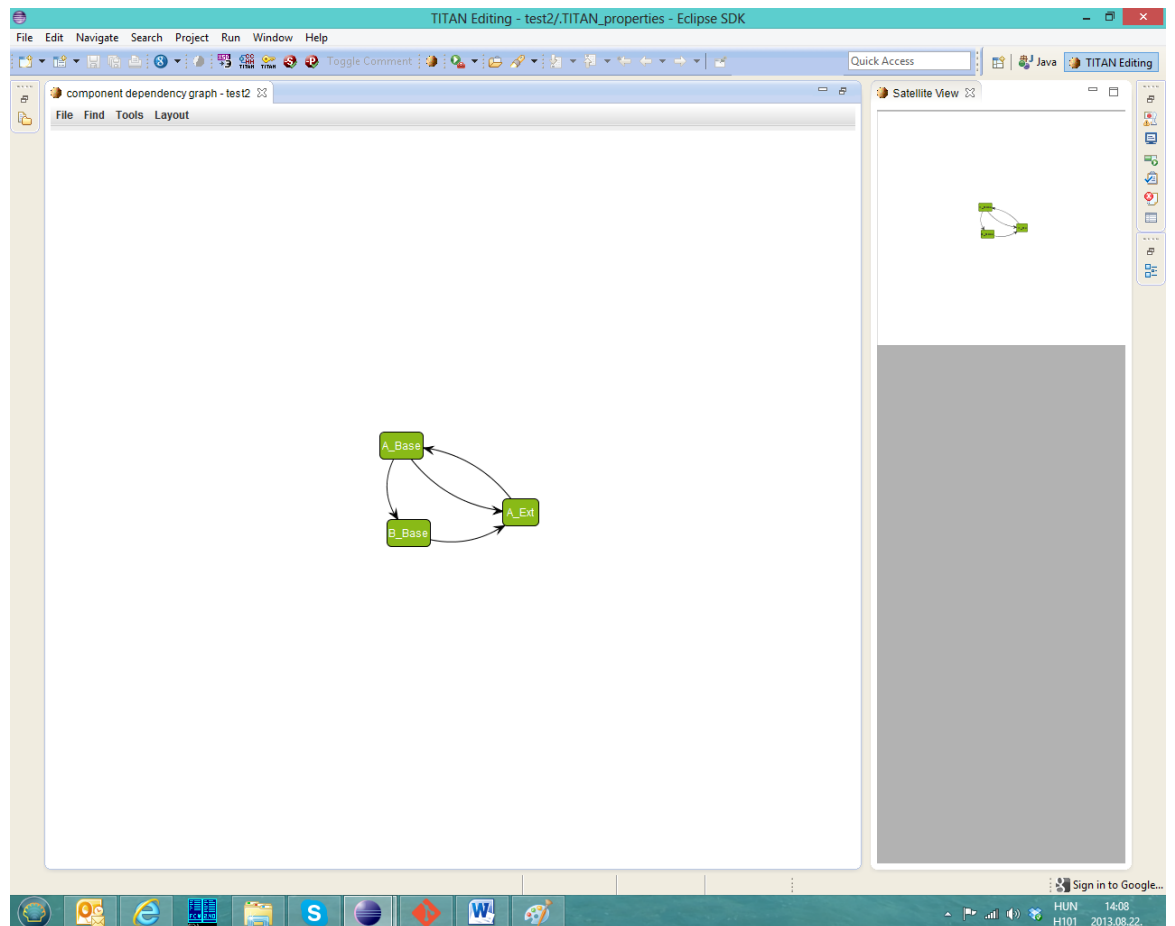 TITAN Editing - test2/.TITAN_properties - Eclipse SDK
File Edit Navigate Search Project Run Window Help
Toggle Comment
Quick Access
Java
TITAN Editing
component dependency graph - test2
Satellite View
File Find Tools Layout
A_Base
A_Ext
B_Base
Sign in to Google...
HUN 14:08
H101 2013.08.22.